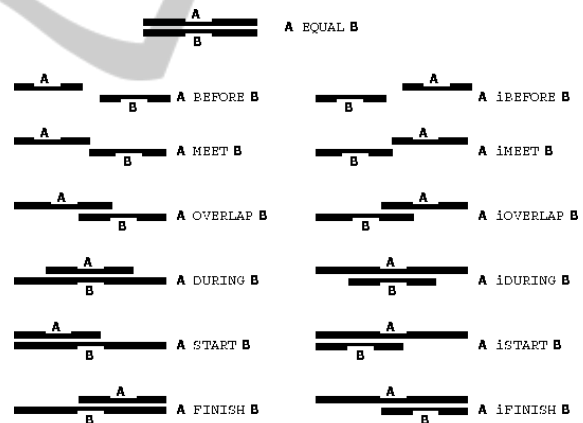 A
B
A EQUAL B
A
B
A BEFORE B
A
B
A iBEFORE B
A
B
A MEET B
A
B
A iMEET B
A
B
A OVERLAP B
A
B
A iOVERLAP B
A
B
A DURING B
A
B
A iDURING B
A
B
A START B
A
B
A iSTART B
A
B
A FINISH B
A
B
A iFINISH B